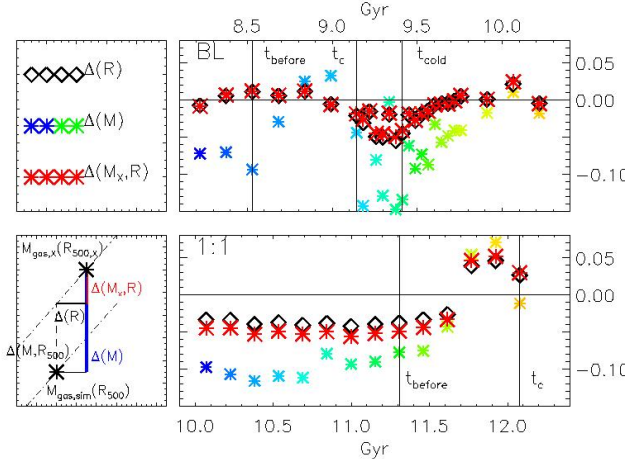 Gyr
8.5 9.0 9.4 10.0
Δ(R)
Δ(M)
Δ(Mx,R)
BL
tbefore
tc
tcold
0.05
0.00
-0.10
Mgas,x(R500,x)
Δ(Mx,R)
Δ(R)
Δ(M,R500)
Δ(M)
Mgas,sim(R500)
1:1
tbefore
tc
0.05
0.00
-0.10
10.0 10.5 11.0 11.5 12.0
Gyr